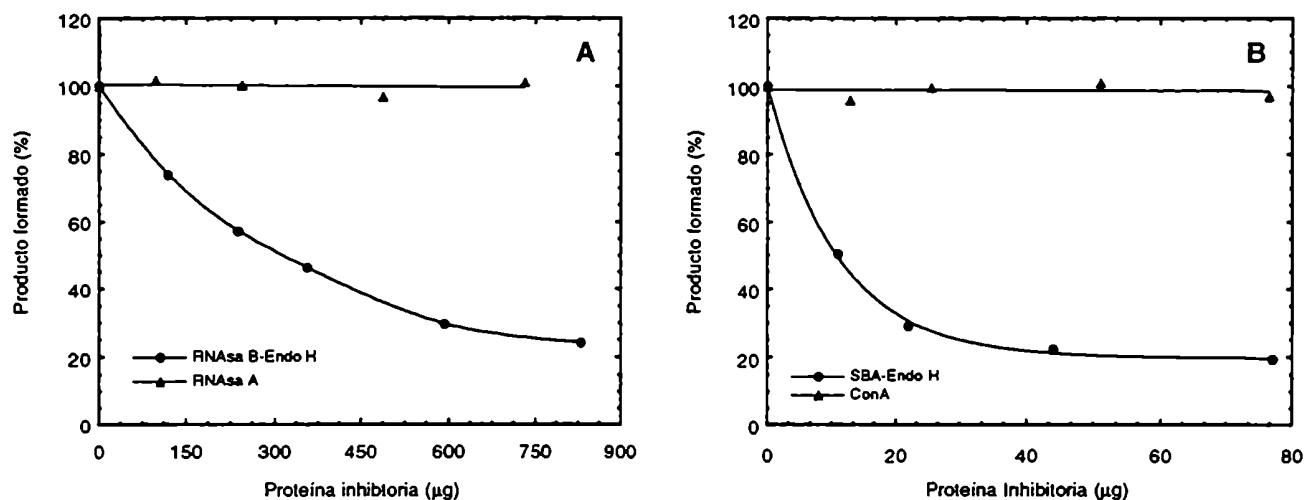 A
Producto formado (%)
120
100
80
60
40
20
0
RNAsa B-Endo H
RNAsa A
0 150 300 450 600 750 900
Proteína inhibtoria (µg)
B
Producto formado (%)
120
100
80
60
40
20
0
SBA-Endo H
ConA
0 20 40 60 80
Proteína Inhibitoria (µg)